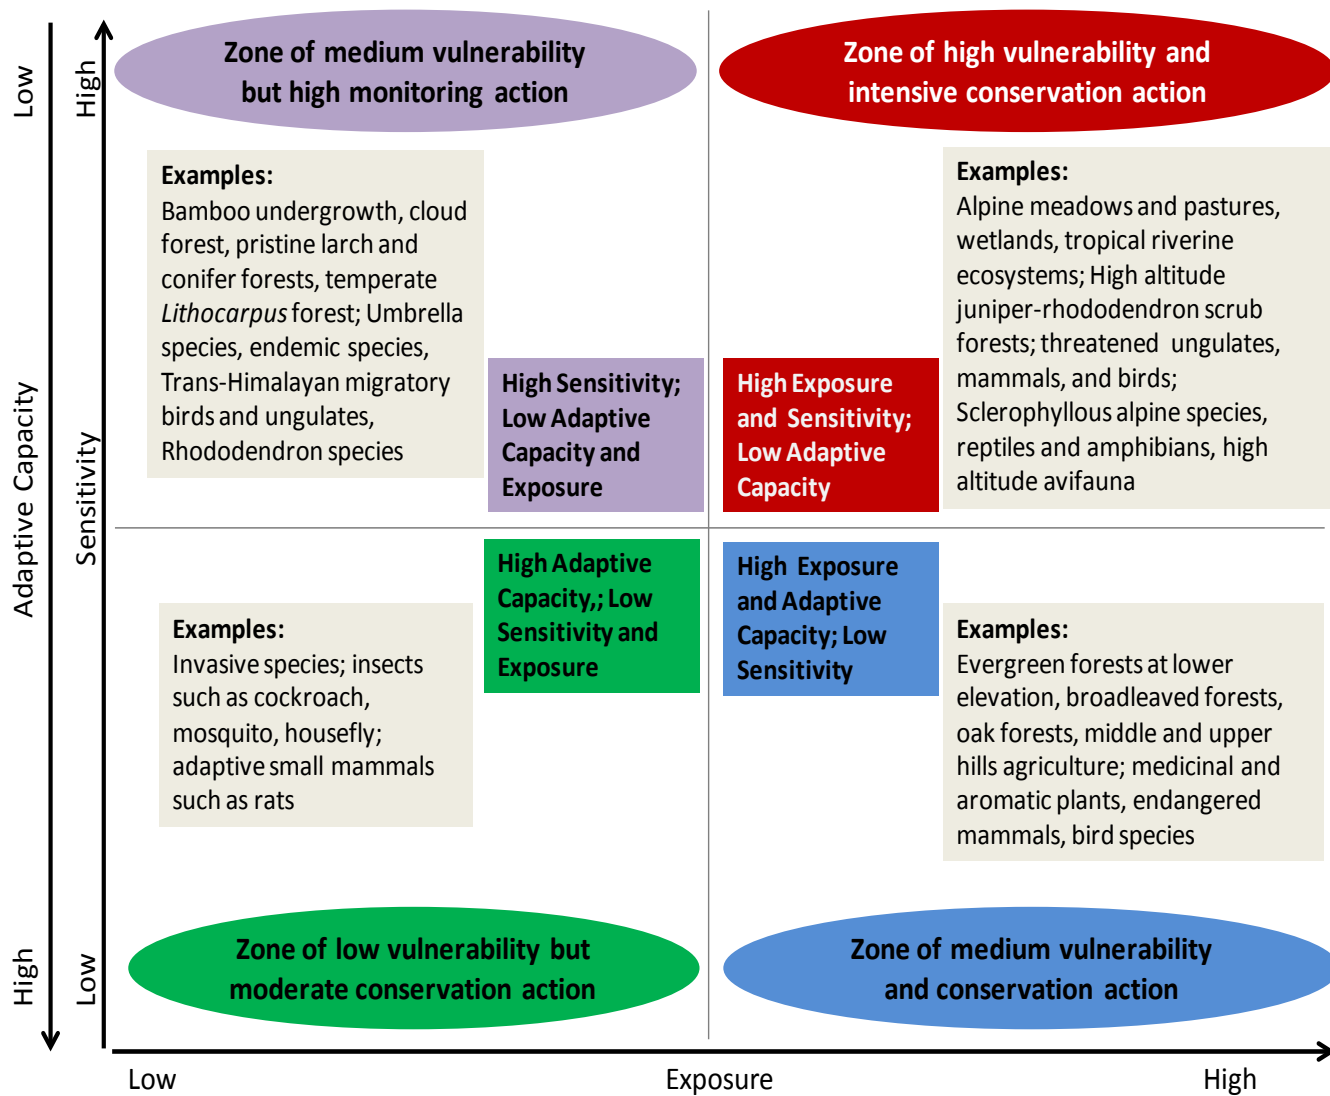 Low
High
Adaptive Capacity
Sensitivity
High
Low
Zone of medium vulnerability
but high monitoring action
Zone of high vulnerability and
intensive conservation action
Examples:
Bamboo undergrowth, cloud
forest, pristine larch and
conifer forests, temperate
Lithocarpus forest; Umbrella
species, endemic species,
Trans-Himalayan migratory
birds and ungulates,
Rhododendron species
High Sensitivity;
Low Adaptive
Capacity and
Exposure
High Exposure
and Sensitivity;
Low Adaptive
Capacity
Examples:
Alpine meadows and pastures,
wetlands, tropical riverine
ecosystems; High altitude
juniper-rhododendron scrub
forests; threatened ungulates,
mammals, and birds;
Sclerophyllous alpine species,
reptiles and amphibians, high
altitude avifauna
Examples:
Invasive species; insects
such as cockroach,
mosquito, housefly;
adaptive small mammals
such as rats
High Adaptive
Capacity,; Low
Sensitivity and
Exposure
High Exposure
and Adaptive
Capacity; Low
Sensitivity
Examples:
Evergreen forests at lower
elevation, broadleaved forests,
oak forests, middle and upper
hills agriculture; medicinal and
aromatic plants, endangered
mammals, bird species
Zone of low vulnerability but
moderate conservation action
Zone of medium vulnerability
and conservation action
Low
Exposure
High